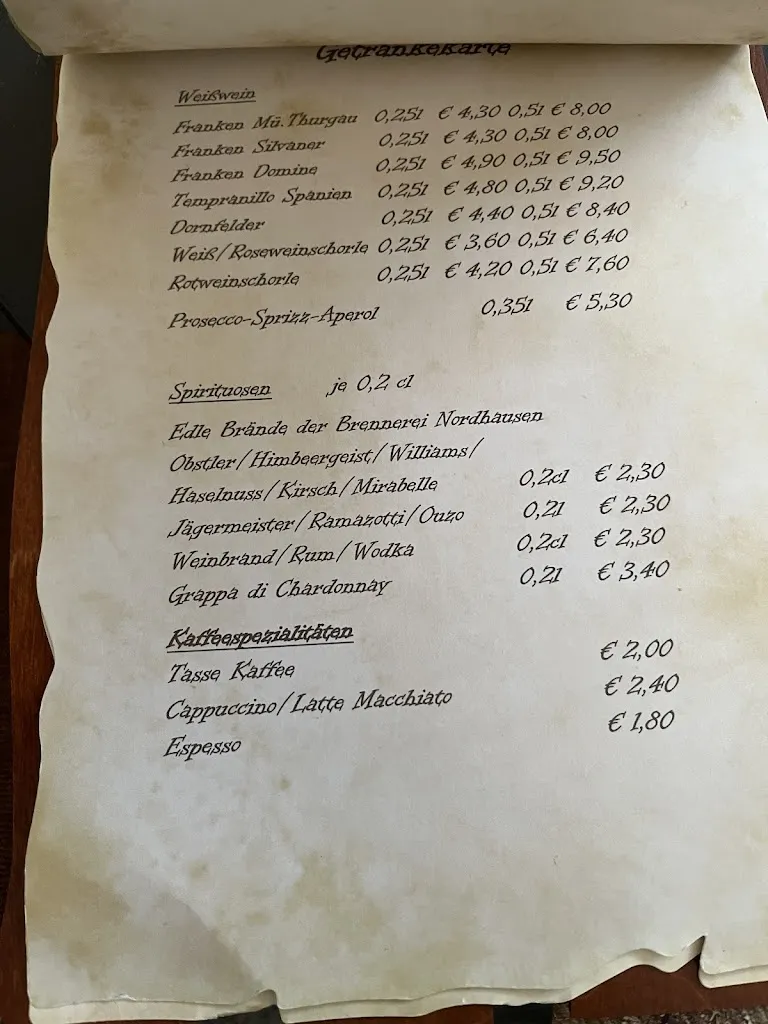 Getränkekarte
Weißwein
Franken Mü.Thurgau 0,25l € 4,30 0,5l € 8,00
Franken Silvaner 0,25l € 4,30 0,5l € 8,00
Franken Domine 0,25l € 4,90 0,5l € 9,50
Tempranillo Spanien 0,25l € 4,80 0,5l € 9,20
Dornfelder 0,25l € 4,40 0,5l € 8,40
Weiß/Roseweinschorle 0,25l € 3,60 0,5l € 6,40
Rotweinschorle 0,25l € 4,20 0,5l € 7,60
Prosecco-Sprizz-Aperol 0,35l € 5,30
Spirituosen je 0,2 cl
Edle Brände der Brennerei Nordhausen
Obstler/Himbeergeist/Williams/
Haselnuss/Kirsch/Mirabelle 0,2cl € 2,30
Jägermeister/Ramazotti/Ouzo 0,2l € 2,30
Weinbrand/Rum/Wodka 0,2cl € 2,30
Grappa di Chardonnay 0,2l € 3,40
Kaffeespezialitäten
Tasse Kaffee € 2,00
Cappuccino/Latte Macchiato € 2,40
Espesso € 1,80